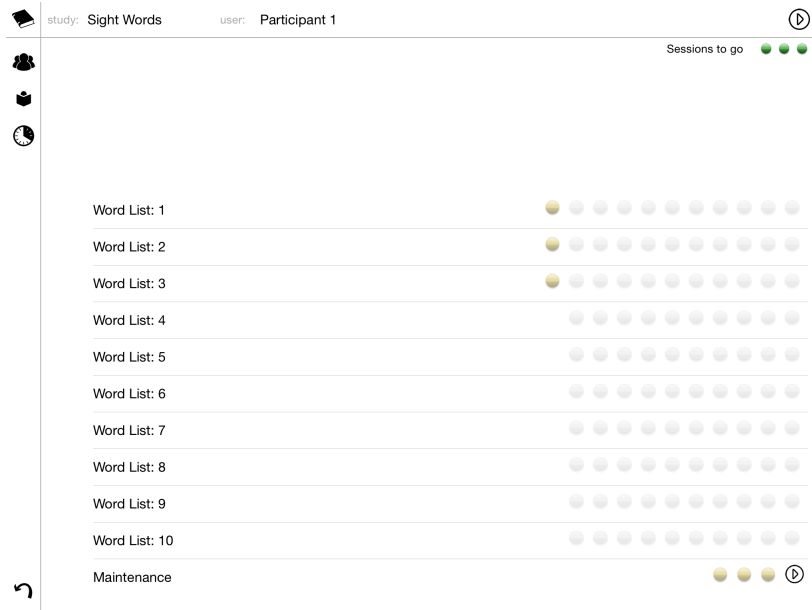 study: Sight Words user: Participant 1
Sessions to go
Word List: 1
Word List: 2
Word List: 3
Word List: 4
Word List: 5
Word List: 6
Word List: 7
Word List: 8
Word List: 9
Word List: 10
Maintenance